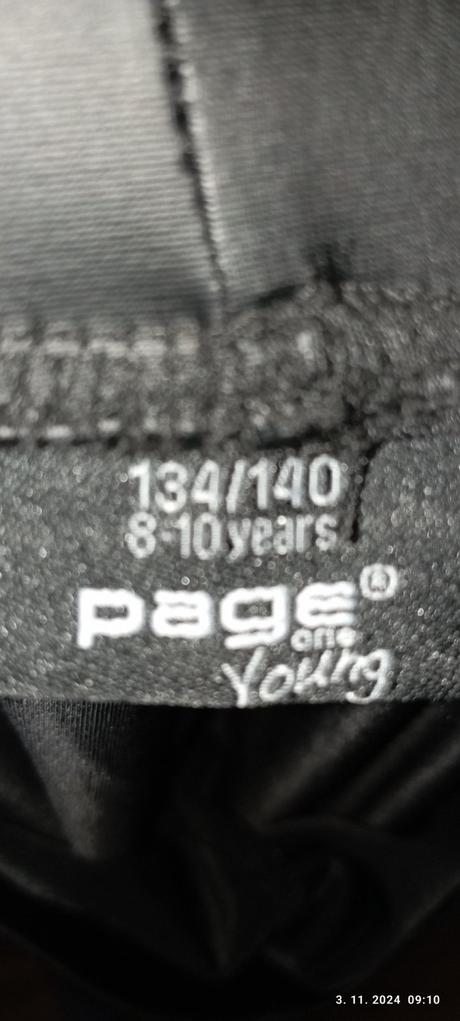 134/140
8-10 years
page®
one
Young
3. 11. 2024 09:10